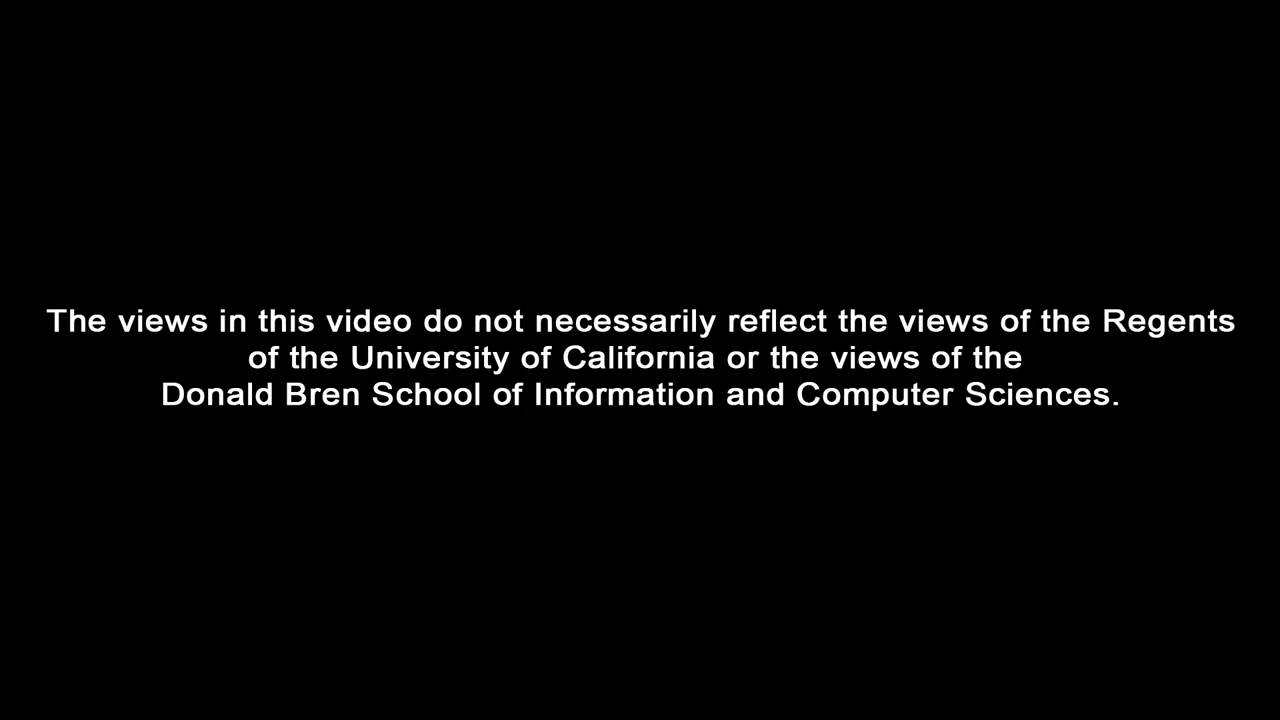 The views in this video do not necessarily reflect the views of the Regents
of the University of California or the views of the
Donald Bren School of Information and Computer Sciences.